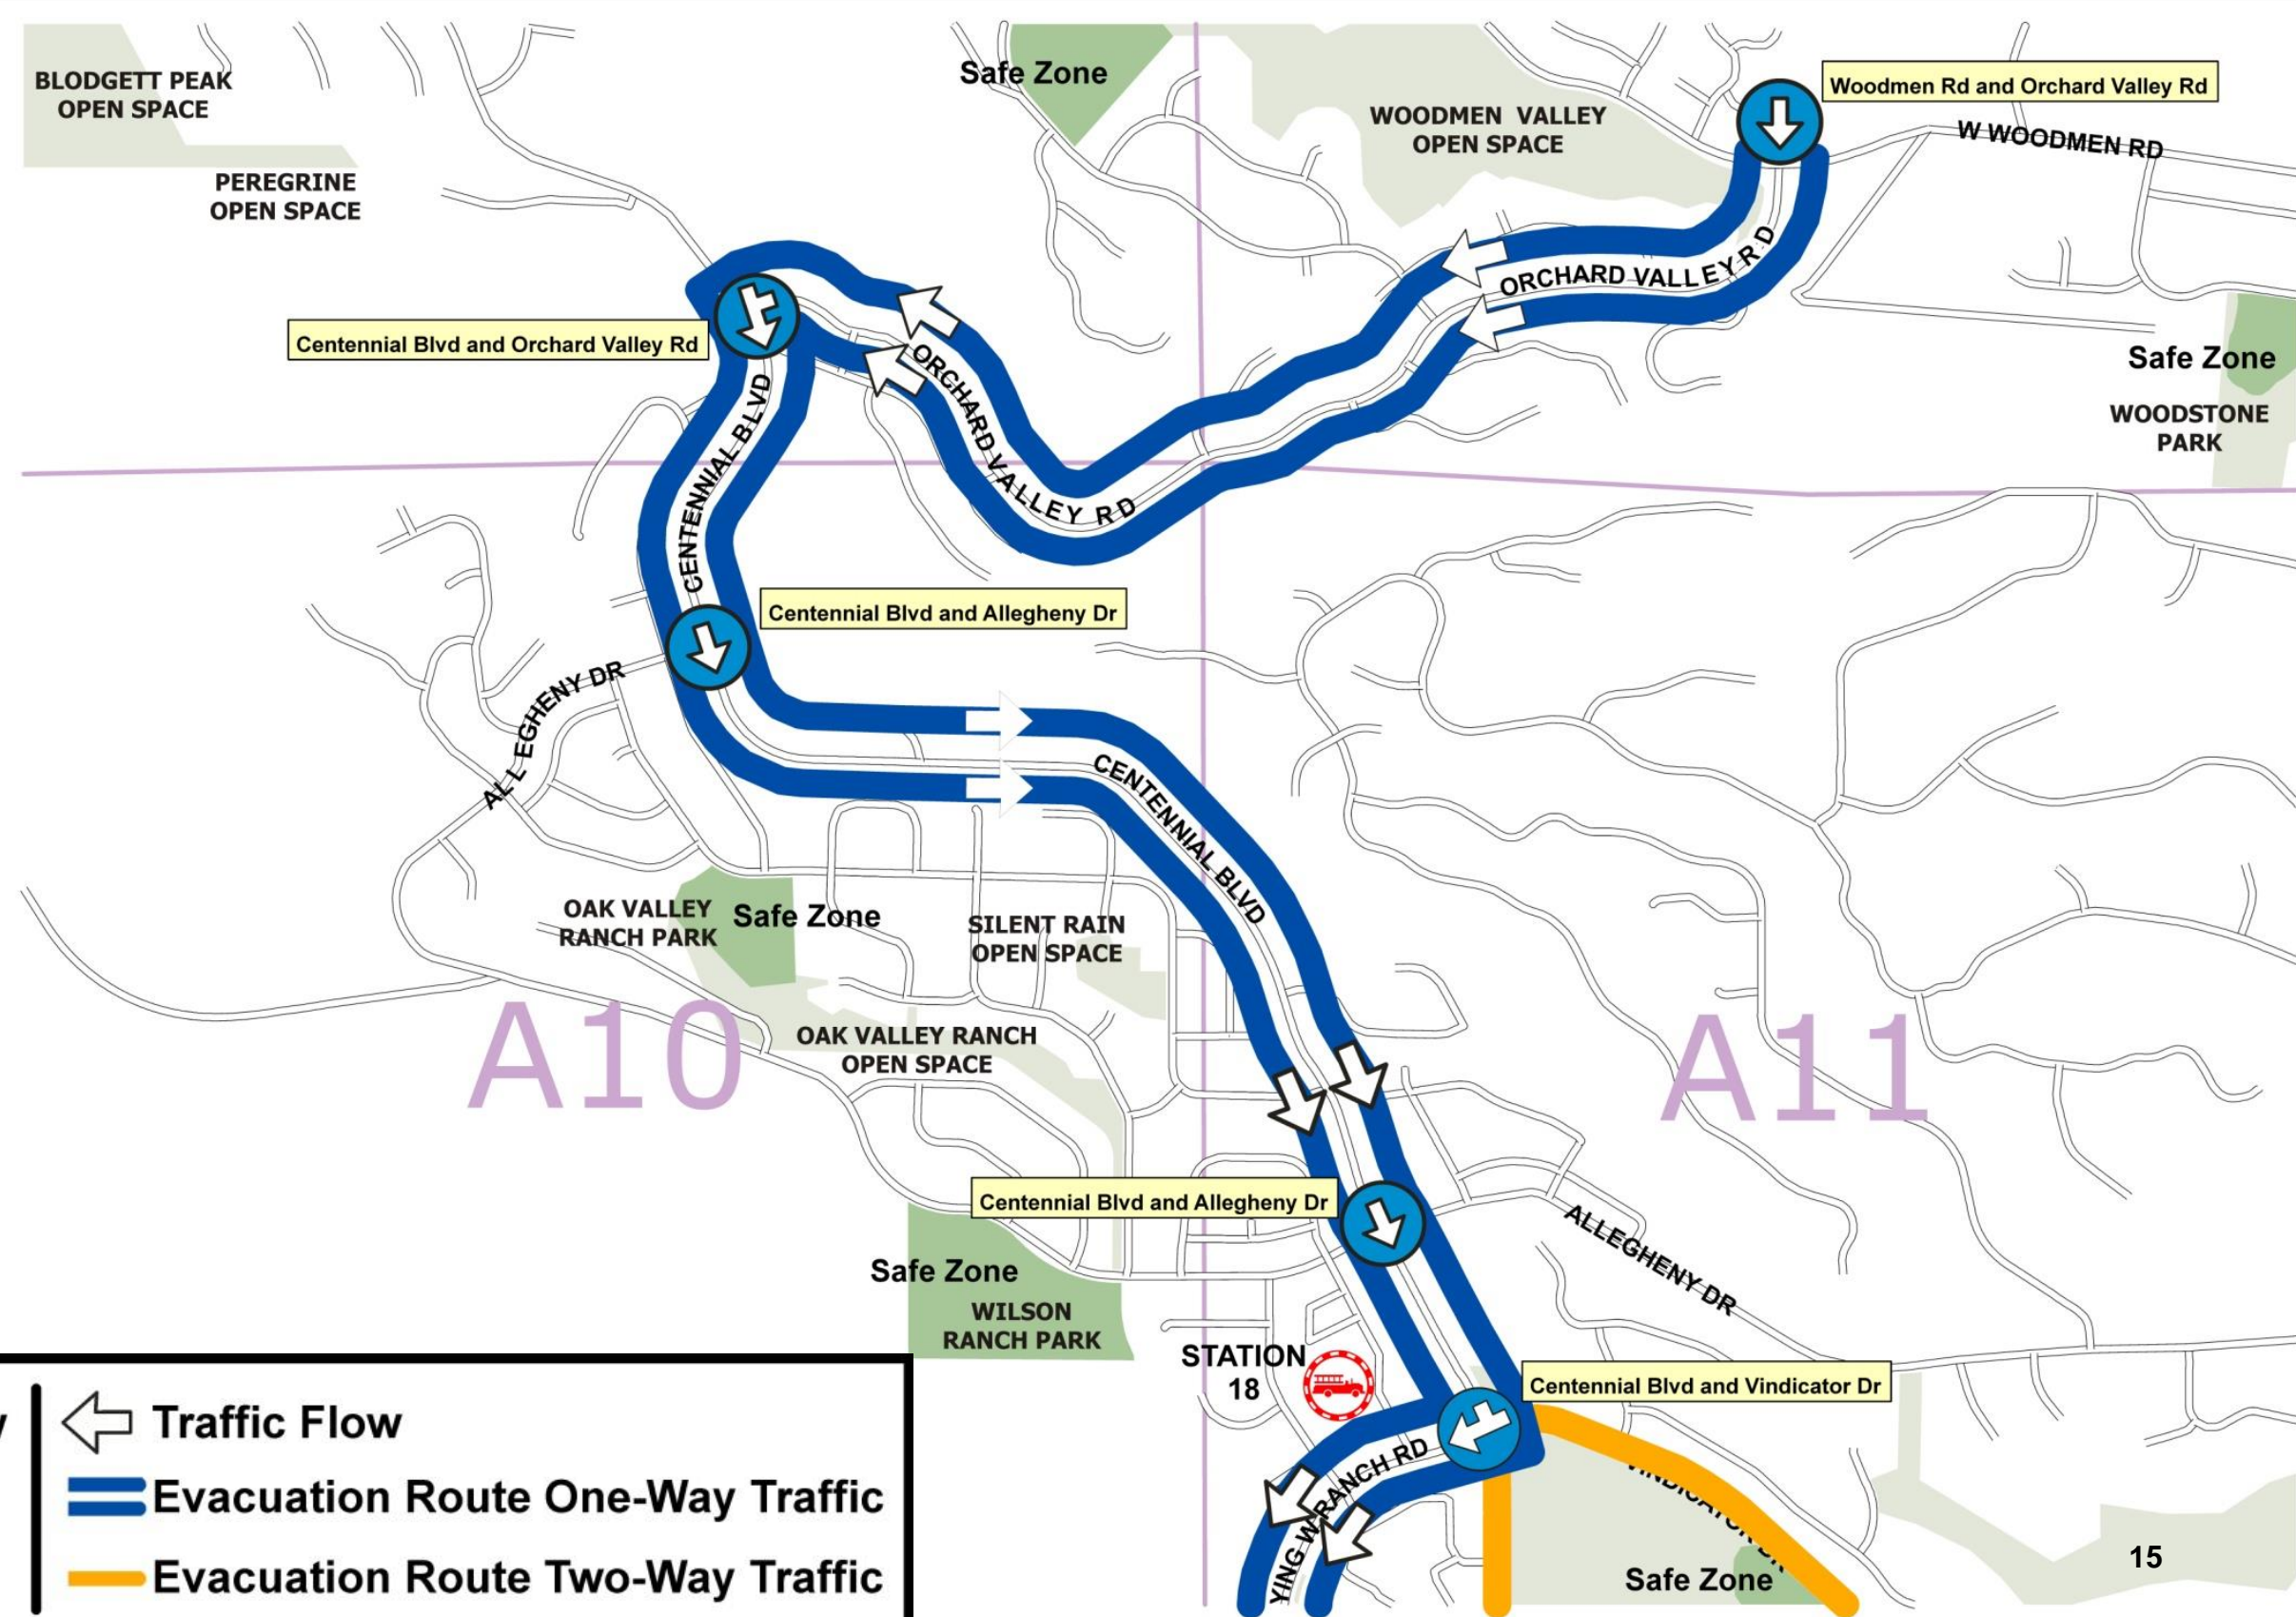 BLODGETT PEAK
OPEN SPACE
PEREGRINE
OPEN SPACE
Safe Zone
WOODMEN VALLEY
OPEN SPACE
Woodmen Rd and Orchard Valley Rd
W WOODMEN RD
ORCHARD VALLEY RD
Centennial Blvd and Orchard Valley Rd
Safe Zone
WOODSTONE
PARK
CENTENNIAL BLVD
ORCHARD VALLEY RD
Centennial Blvd and Allegheny Dr
ALLEGHENY DR
CENTENNIAL BLVD
OAK VALLEY
RANCH PARK
Safe Zone
SILENT RAIN
OPEN SPACE
A10
OAK VALLEY RANCH
OPEN SPACE
A11
Centennial Blvd and Allegheny Dr
ALLEGHENY DR
Safe Zone
WILSON
RANCH PARK
STATION
18
Centennial Blvd and Vindicator Dr
YING W RANCH RD
Safe Zone
15
Traffic Flow
Evacuation Route One-Way Traffic
Evacuation Route Two-Way Traffic